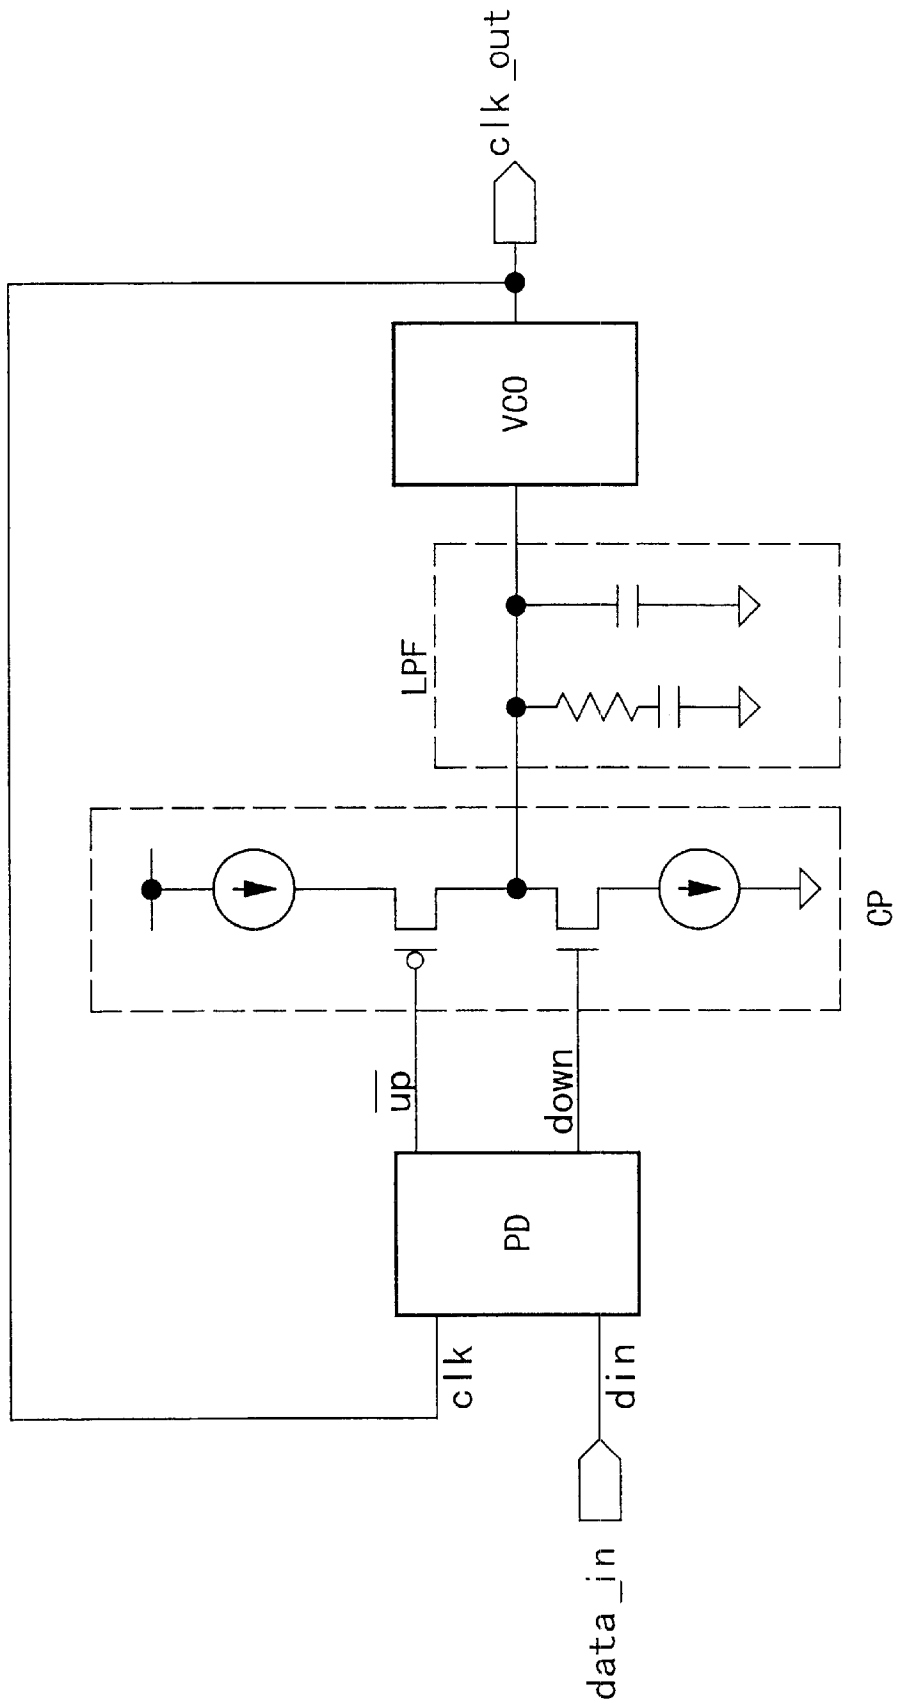 data_in
clk
din
PD
up
down
CP
LPF
VCO
clk_out